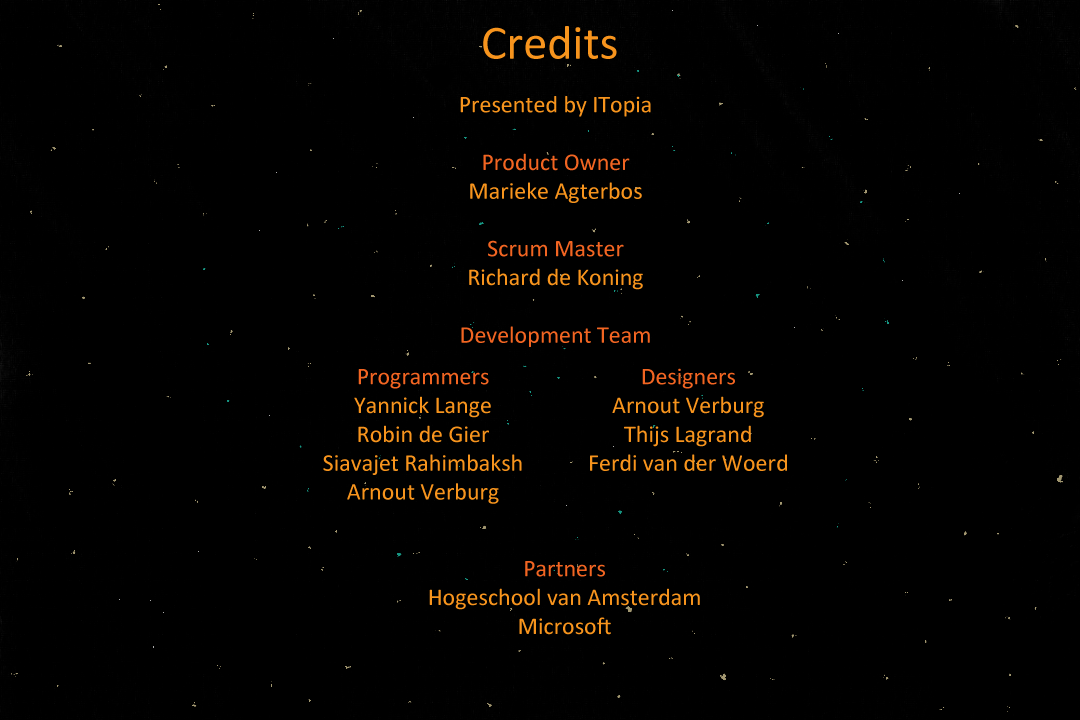 Credits
Presented by ITopia
Product Owner
Marieke Agterbos
Scrum Master
Richard de Koning
Development Team
Programmers
Yannick Lange
Robin de Gier
Siavajet Rahimbaksh
Arnout Verburg
Designers
Arnout Verburg
Thijs Lagrand
Ferdi van der Woerd
Partners
Hogeschool van Amsterdam
Microsoft